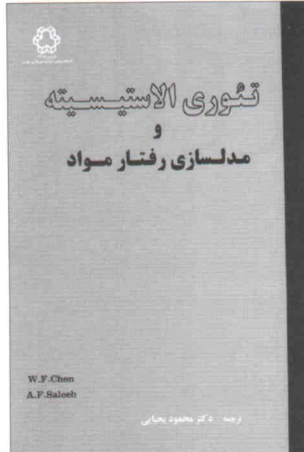 تئوری الاستیسیته
و
مدلسازی رفتار مواد
W.F.Chen
A.F.Saleeb
ترجمه : دکتر محمود یحیایی